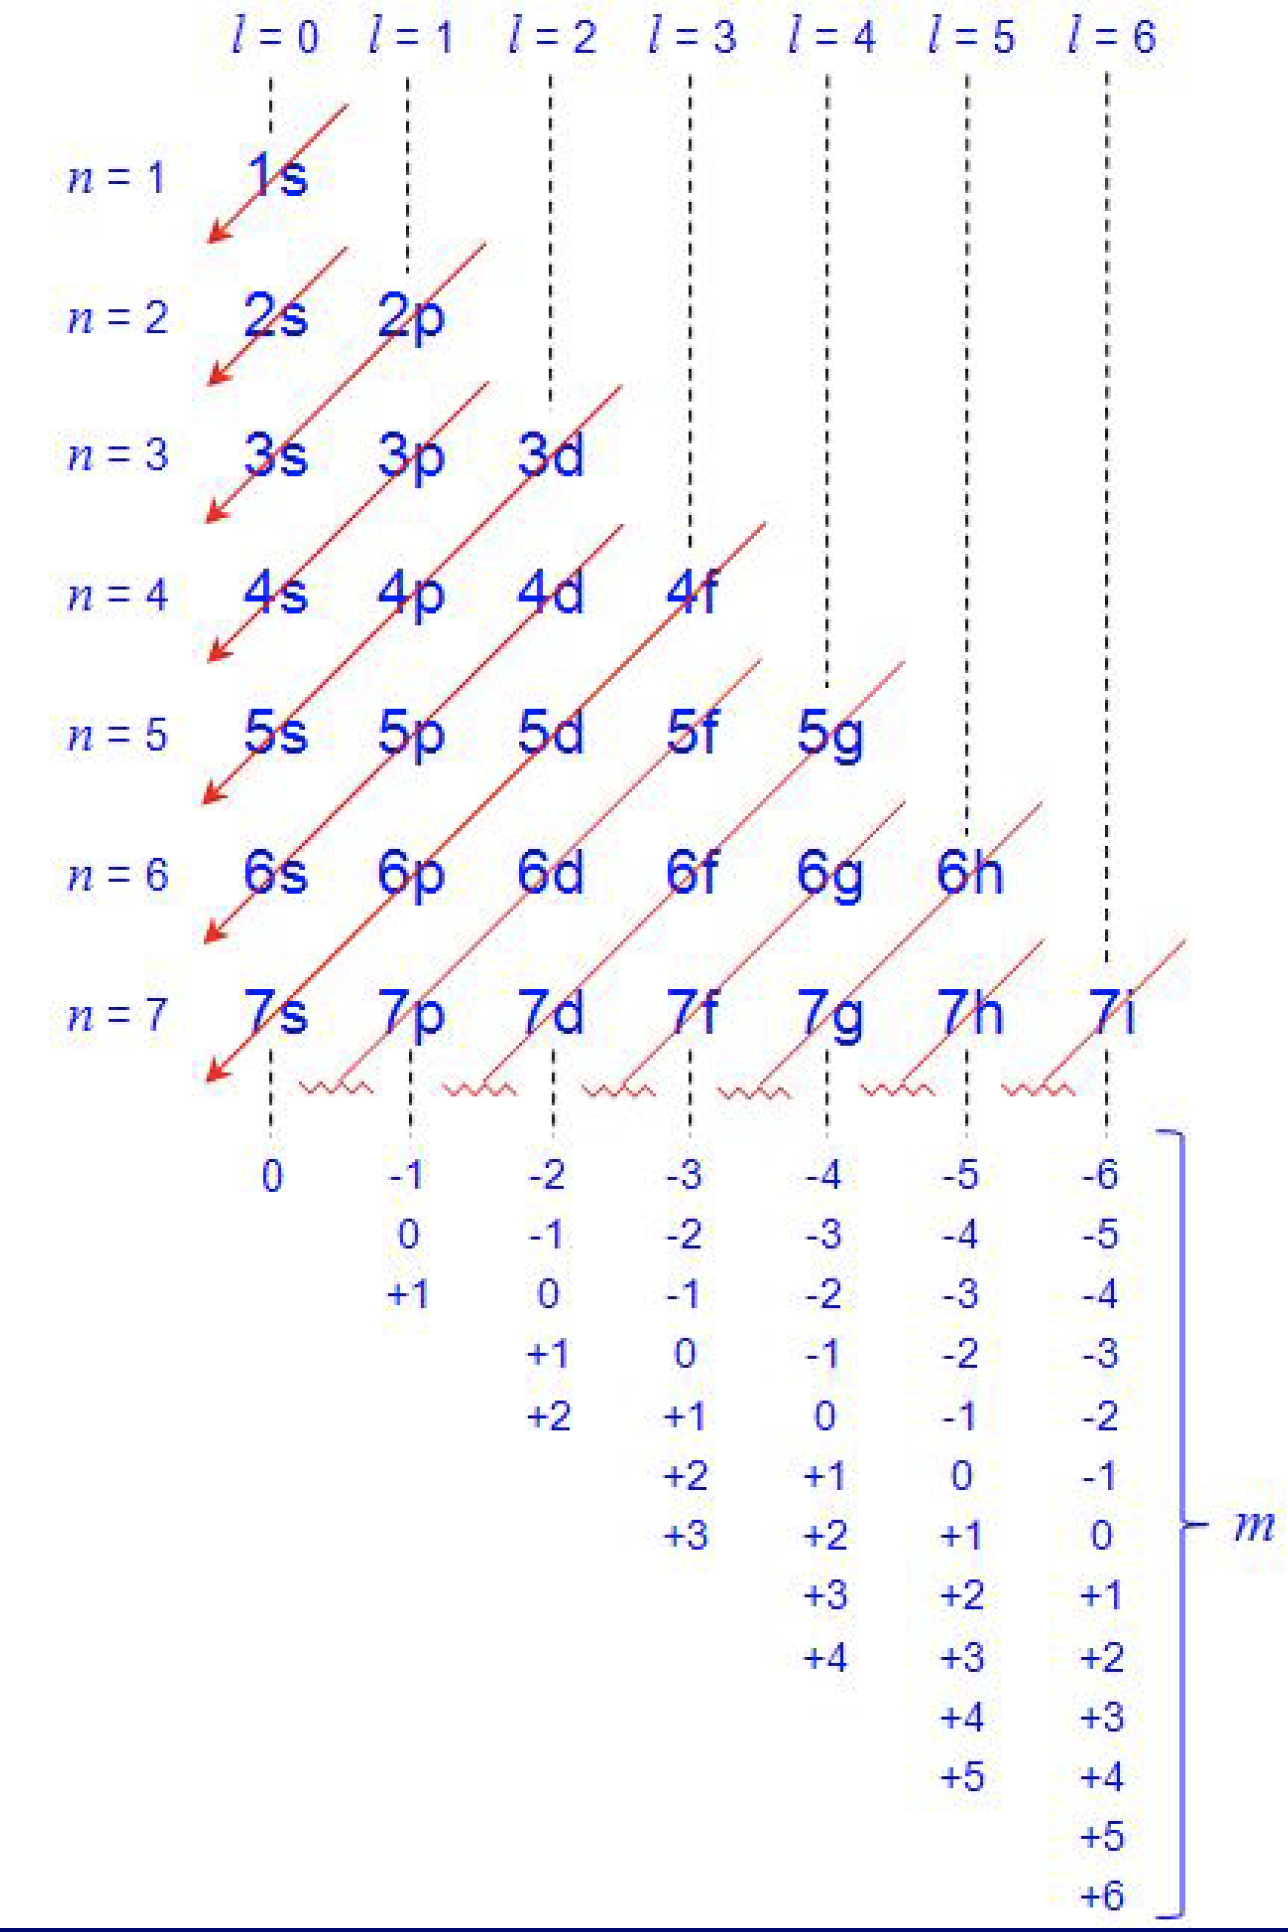 l = 0 l = 1 l = 2 l = 3 l = 4 l = 5 l = 6
n = 1 1s
n = 2 2s 2p
n = 3 3s 3p 3d
n = 4 4s 4p 4d 4f
n = 5 5s 5p 5d 5f 5g
n = 6 6s 6p 6d 6f 6g 6h
n = 7 7s 7p 7d 7f 7g 7h 7i
0 -1 -2 -3 -4 -5 -6
0 -1 -2 -3 -4 -5
+1 0 -1 -2 -3 -4
+1 0 -1 -2 -3
+2 +1 0 -1 -2
+2 +1 0 -1
+3 +2 +1 0 m
+3 +2 +1
+4 +3 +2
+4 +3
+5 +4
+5
+6